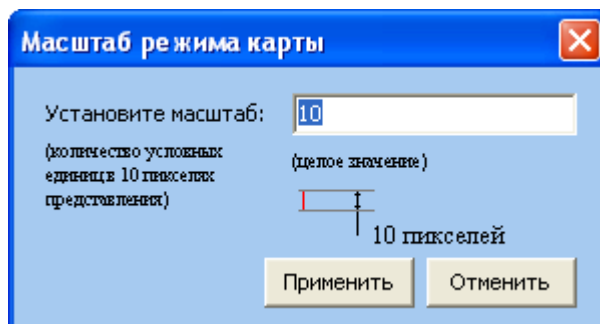 Масштаб режима карты
Установите масштаб: 10
(количество условных
единиц в 10 пикселях
представления)
(целое значение)
10 пикселей
Применить Отменить